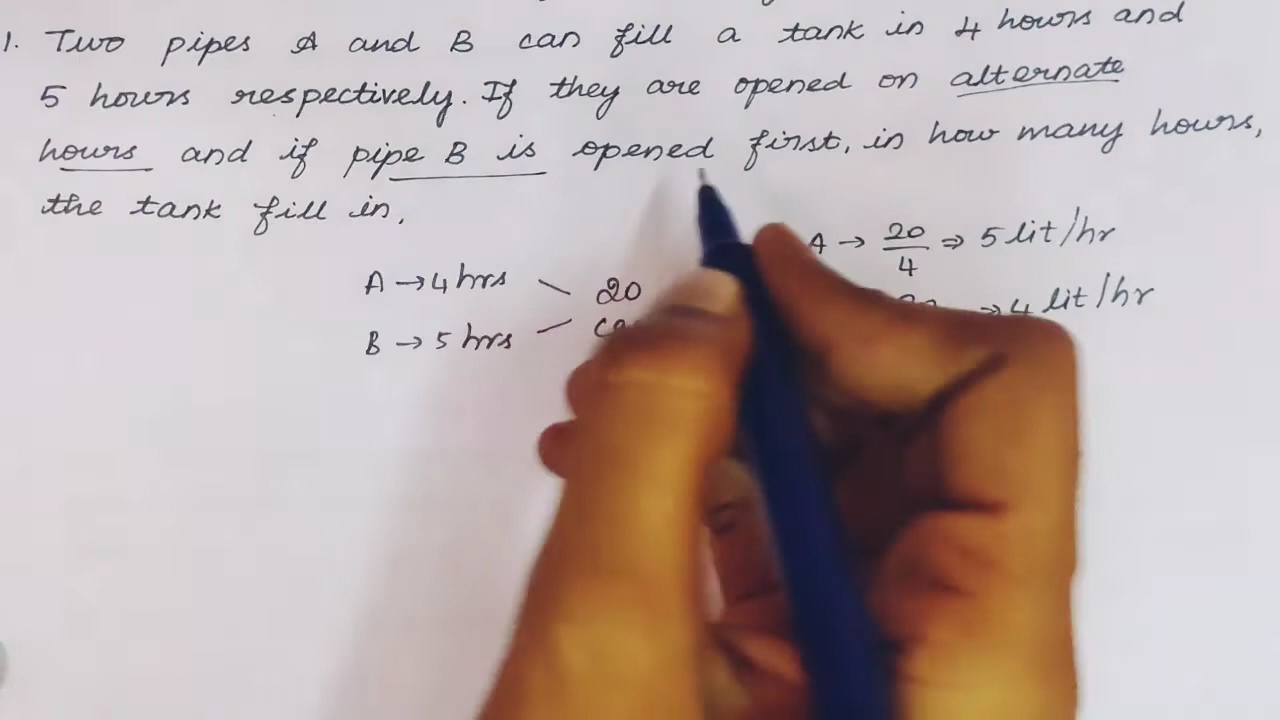 1. Two pipes A and B can fill a tank in 4 hours and
5 hours respectively. If they are opened on alternate
hours and if pipe B is opened first, in how many hours,
the tank fill in.
A → 20/4 ⇒ 5 lit/hr
A → 4 hrs 20
→ 4 lit/hr
B → 5 hrs